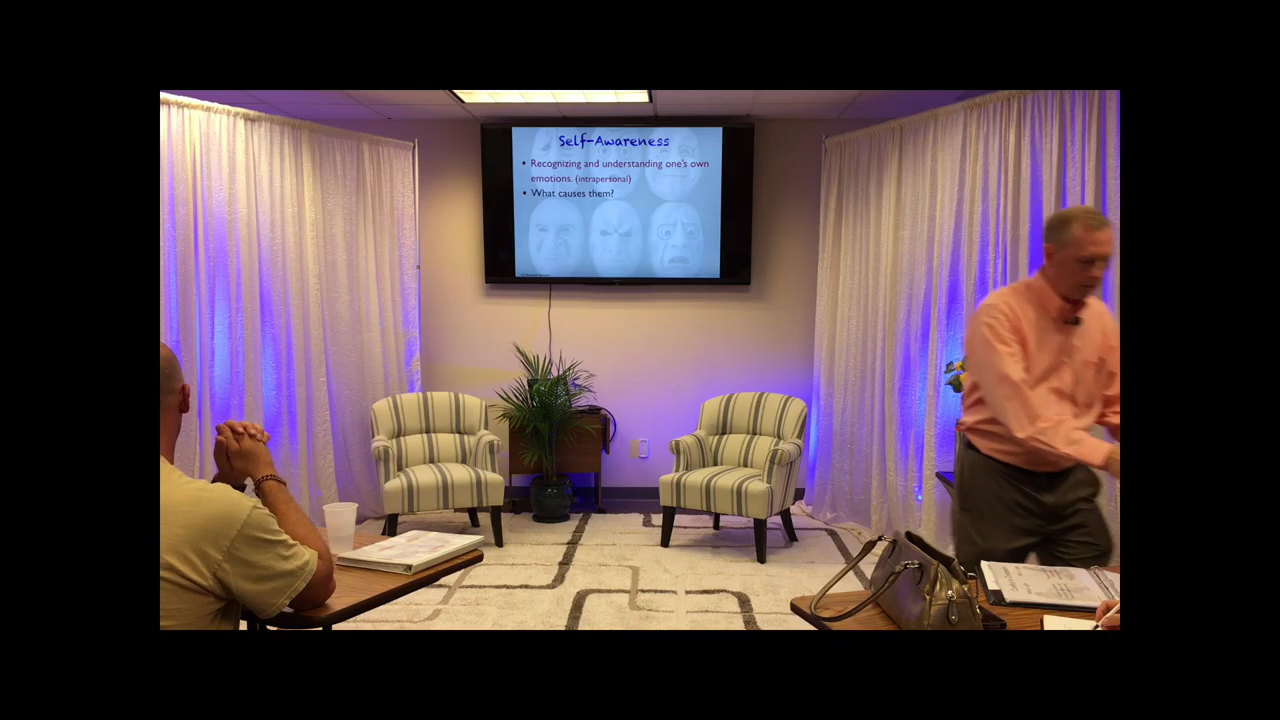 Self-Awareness
• Recognizing and understanding one's own
emotions. (intrapersonal)
• What causes them?